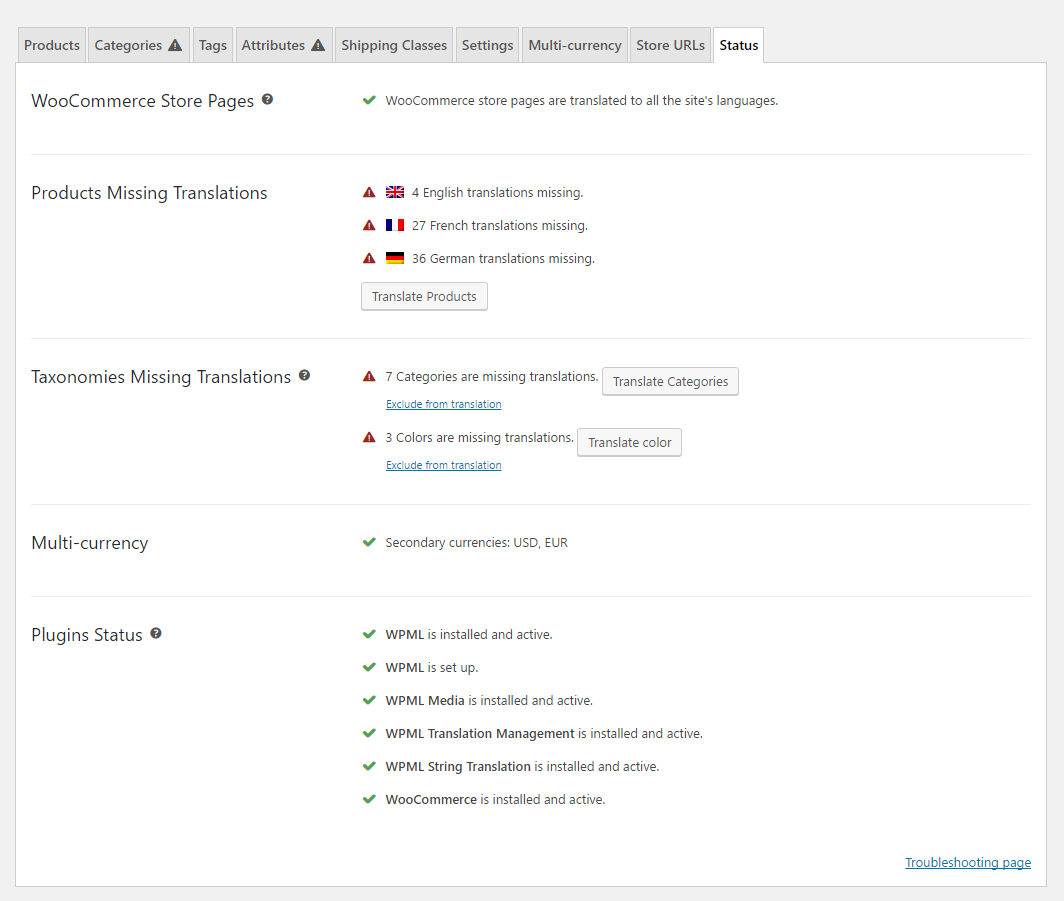 Products Categories Tags Attributes Shipping Classes Settings Multi-currency Store URLs Status
WooCommerce Store Pages
WooCommerce store pages are translated to all the site's languages.
Products Missing Translations
4 English translations missing.
27 French translations missing.
36 German translations missing.
Translate Products
Taxonomies Missing Translations
7 Categories are missing translations. Translate Categories
Exclude from translation
3 Colors are missing translations. Translate color
Exclude from translation
Multi-currency
Secondary currencies: USD, EUR
Plugins Status
WPML is installed and active.
WPML is set up.
WPML Media is installed and active.
WPML Translation Management is installed and active.
WPML String Translation is installed and active.
WooCommerce is installed and active.
Troubleshooting page